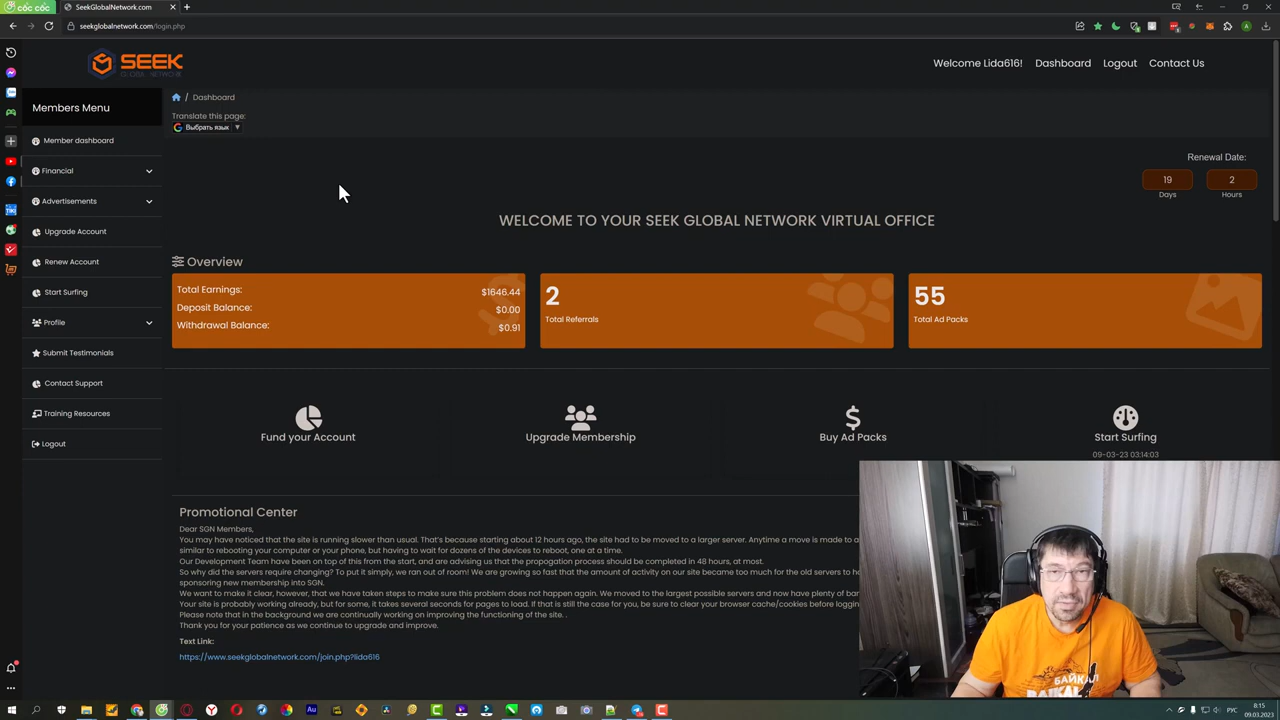 cốc cốc
SeekGlobalNetwork.com
seekglobalnetwork.com/login.php
SEEK
GLOBAL NETWORK
Welcome Lida616!
Dashboard
Logout
Contact Us
Members Menu
Member dashboard
Financial
Advertisements
Upgrade Account
Renew Account
Start Surfing
Profile
Submit Testimonials
Contact Support
Training Resources
Logout
/ Dashboard
Translate this page:
Выбрать язык
Renewal Date:
19
2
Days
Hours
WELCOME TO YOUR SEEK GLOBAL NETWORK VIRTUAL OFFICE
Overview
Total Earnings: $1646.44
Deposit Balance: $0.00
Withdrawal Balance: $0.91
2
Total Referrals
55
Total Ad Packs
Fund your Account
Upgrade Membership
Buy Ad Packs
Start Surfing
09-03-23 03:14:03
Promotional Center
Dear SGN Members,
You may have noticed that the site is running slower than usual. That's because starting about 12 hours ago, the site had to be moved to a larger server. Anytime a move is made to a
similar to rebooting your computer or your phone, but having to wait for dozens of the devices to reboot, one at a time.
Our Development Team have been on top of this from the start, and are advising us that the propogation process should be completed in 48 hours, at most.
So why did the servers require changing? To put it simply, we ran out of room! We are growing so fast that the amount of activity on our site became too much for the old servers to
sponsoring new membership into SGN.
We want to make it clear, however, that we have taken steps to make sure this problem does not happen again. We moved to the largest possible servers and now have plenty of
Your site is probably working already, but for some, it takes several seconds for pages to load. If that is still the case for you, be sure to clear your browser cache/cookies before
Please note that in the background we are continually working on improving the functioning of the site. .
Thank you for your patience as we continue to upgrade and improve.
Text Link:
https://www.seekglobalnetwork.com/join.php?lida616
БАЙКАЛ
TIKI
Au
РУС
8:15
09.03.2023